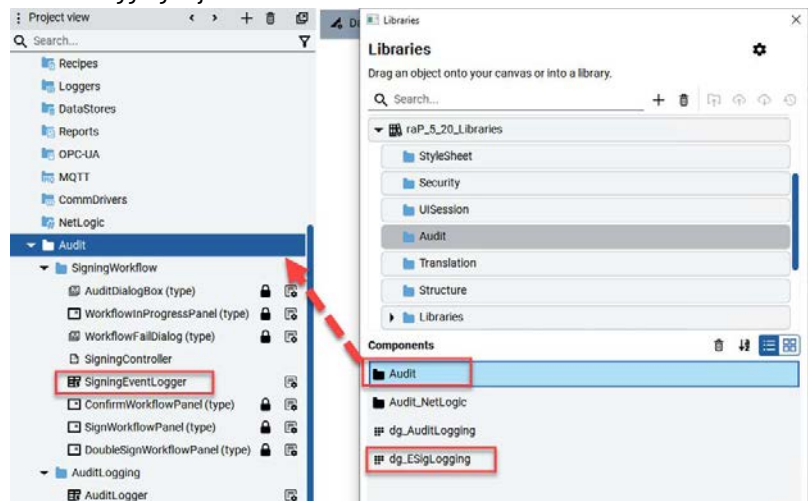 Project view
Search...
Recipes
Loggers
DataStores
Reports
OPC-UA
MQTT
CommDrivers
NetLogic
Audit
SigningWorkflow
AuditDialogBox (type)
WorkflowInProgressPanel (type)
WorkflowFailDialog (type)
SigningController
SigningEventLogger
ConfirmWorkflowPanel (type)
SignWorkflowPanel (type)
DoubleSignWorkflowPanel (type)
AuditLogging
AuditLogger
Di
Libraries
Libraries
Drag an object onto your canvas or into a library.
Search...
raP_5_20_Libraries
StyleSheet
Security
UISession
Audit
Translation
Structure
Libraries
Components
Audit
Audit_NetLogic
dg_AuditLogging
dg_ESigLogging